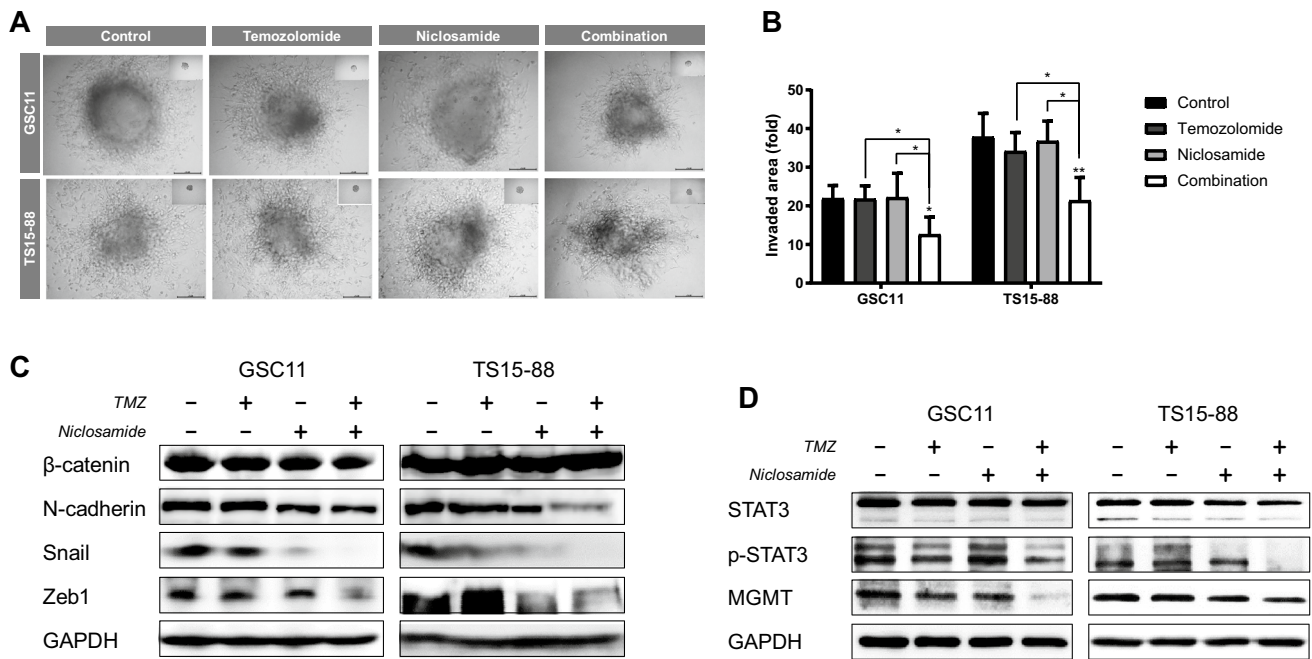 A
Control Temozolomide Niclosamide Combination
GSC11
TS15-88
B
Invaded area (fold)
50
40
30
20
10
0
* * *
* * **
GSC11 TS15-88
Control
Temozolomide
Niclosamide
Combination
C
GSC11 TS15-88
TMZ − + − + − + − +
Niclosamide − − + + − − + +
β-catenin
N-cadherin
Snail
Zeb1
GAPDH
D
GSC11 TS15-88
TMZ − + − + − + − +
Niclosamide − − + + − − + +
STAT3
p-STAT3
MGMT
GAPDH